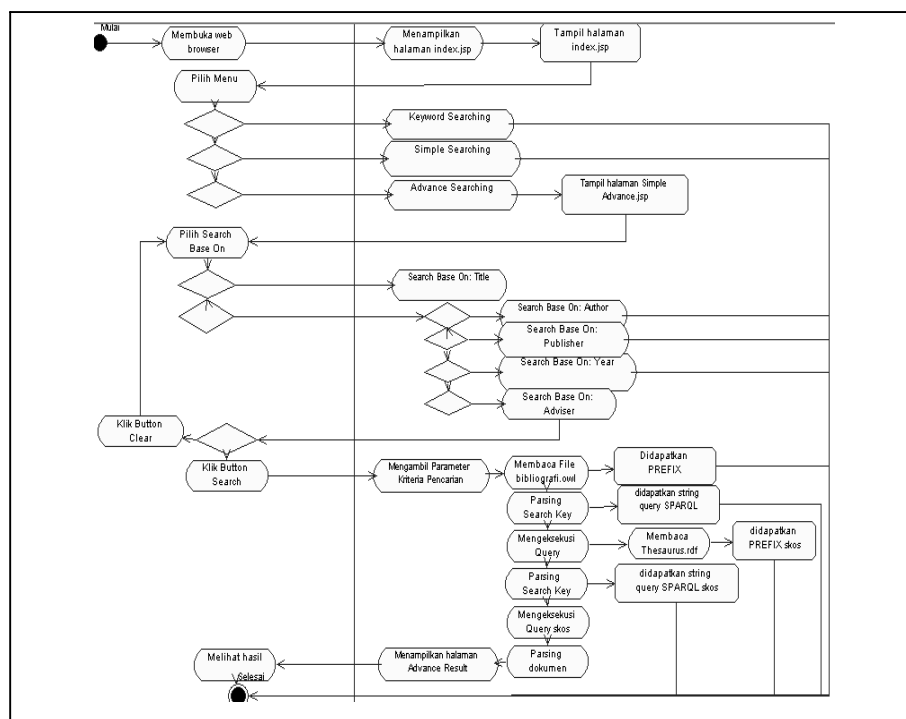 Mulai
Membuka web
browser
Menampilkan
halaman index.jsp
Tampil halaman
index.jsp
Pilih Menu
Keyword Searching
Simple Searching
Advance Searching
Tampil halaman Simple
Advance.jsp
Pilih Search
Base On
Search Base On: Title
Search Base On: Author
Search Base On:
Publisher
Search Base On: Year
Search Base On:
Adviser
Klik Button
Clear
Klik Button
Search
Mengambil Parameter
Kriteria Pencarian
Membaca File
bibliografi.owl
Didapatkan
PREFIX
Parsing
Search Key
didapatkan string
query SPARQL
Mengeksekusi
Query
Membaca
Thesaurus.rdf
didapatkan
PREFIX skos
Parsing
Search Key
didapatkan string
query SPARQL skos
Mengeksekusi
Query skos
Parsing
dokumen
Menampilkan halaman
Advance Result
Melihat hasil
Selesai